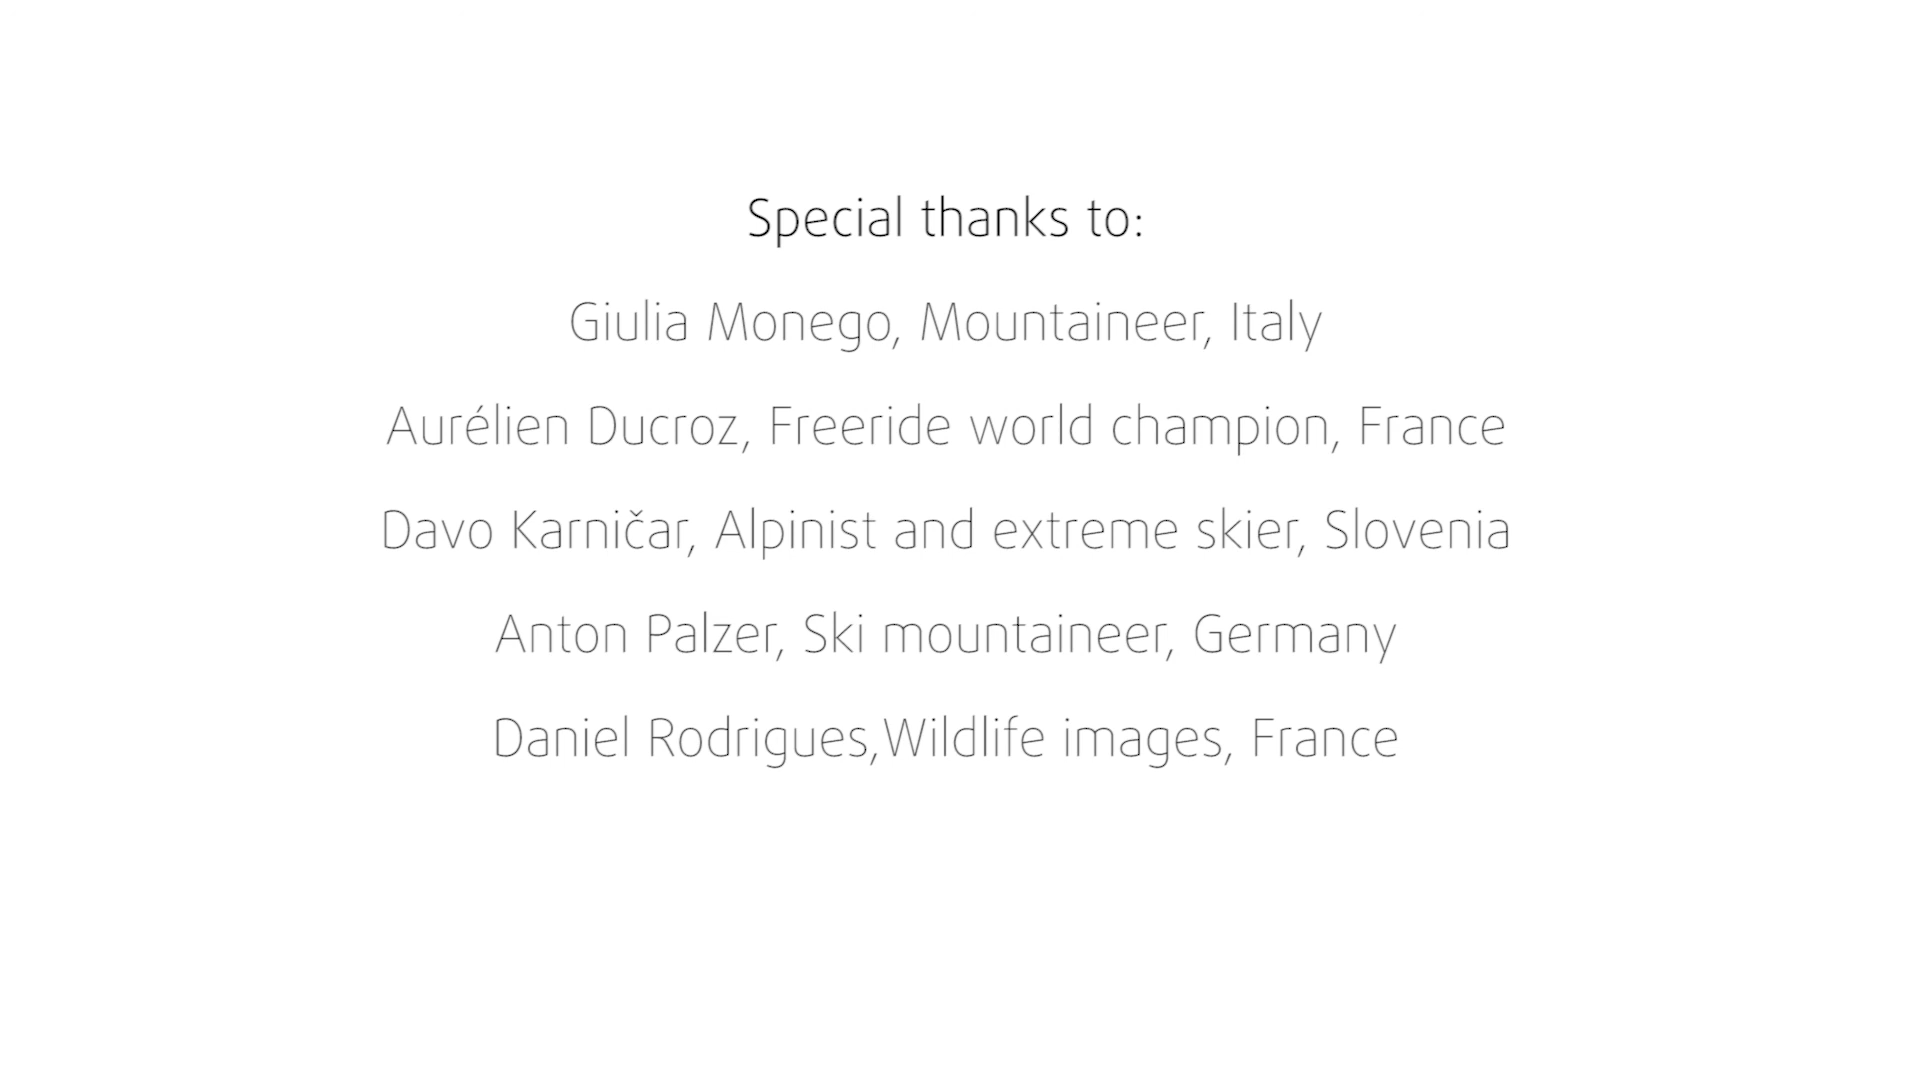 Special thanks to:
Giulia Monego, Mountaineer, Italy
Aurélien Ducroz, Freeride world champion, France
Davo Karničar, Alpinist and extreme skier, Slovenia
Anton Palzer, Ski mountaineer, Germany
Daniel Rodrigues,Wildlife images, France